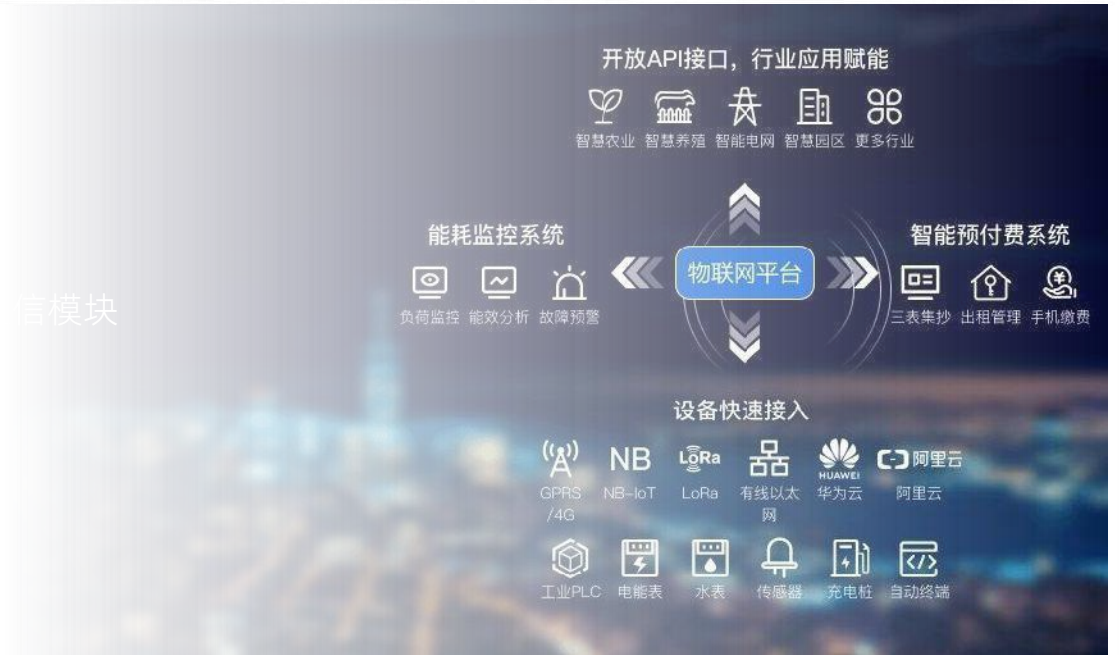 开放API接口，行业应用赋能
智慧农业 智慧养殖 智能电网 智慧园区 更多行业
能耗监控系统
负荷监控 能效分析 故障预警
信模块
物联网平台
智能预付费系统
三表集抄 出租管理 手机缴费
设备快速接入
NB LoRa HUAWEI 阿里云
GPRS NB-IoT LoRa 有线以太 华为云 阿里云
/4G 网
工业PLC 电能表 水表 传感器 充电桩 自动终端